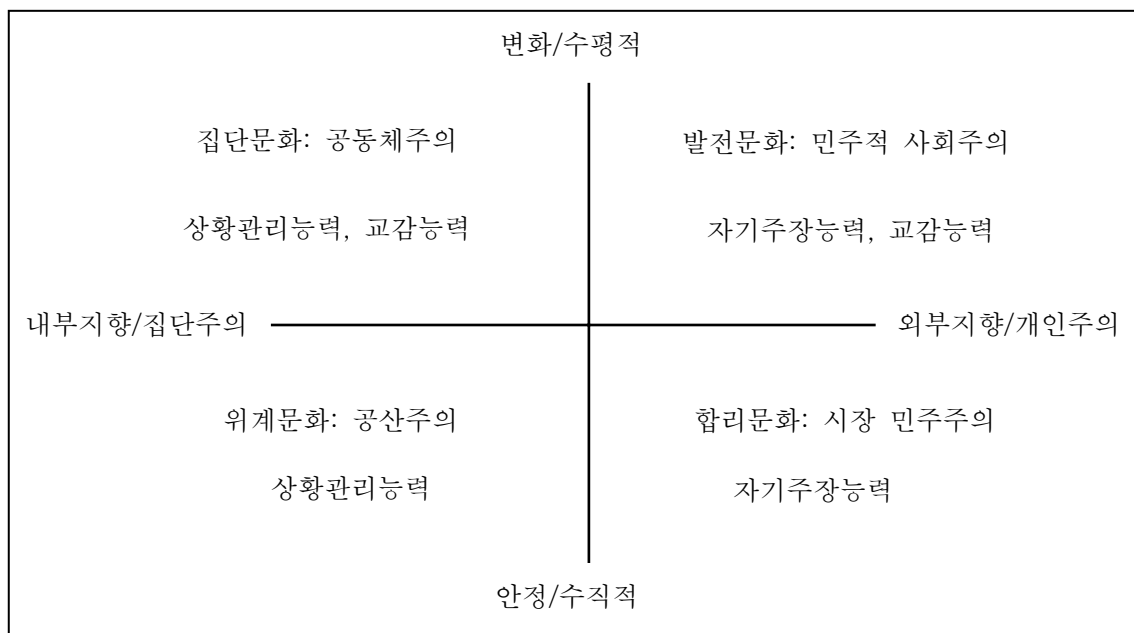 변화/수평적
집단문화: 공동체주의
발전문화: 민주적 사회주의
상황관리능력, 교감능력
자기주장능력, 교감능력
내부지향/집단주의
외부지향/개인주의
위계문화: 공산주의
합리문화: 시장 민주주의
상황관리능력
자기주장능력
안정/수직적